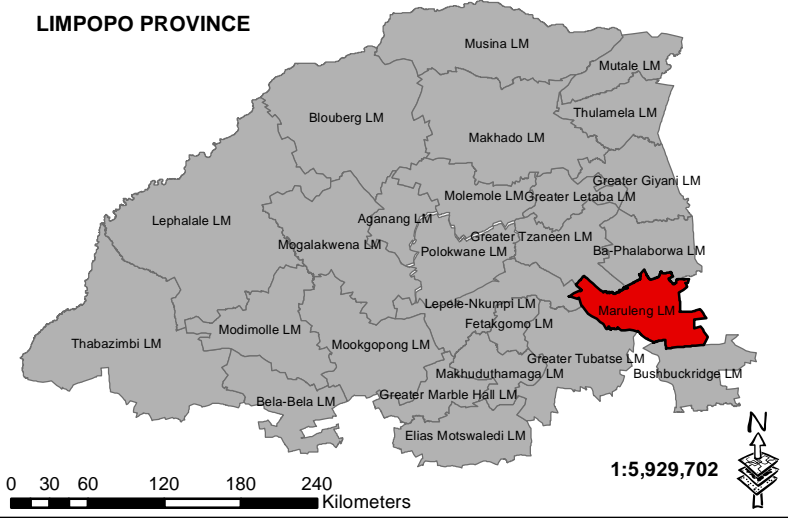 LIMPOPO PROVINCE
Musina LM
Mutale LM
Blouberg LM
Thulamela LM
Makhado LM
Greater Giyani LM
Molemole LM
Greater Letaba LM
Lephalale LM
Aganang LM
Mogalakwena LM
Greater Tzaneen LM
Polokwane LM
Ba-Phalaborwa LM
Lepele-Nkumpi LM
Maruleng LM
Fetakgomo LM
Modimolle LM
Thabazimbi LM
Mookgopong LM
Greater Tubatse LM
Makhuduthamaga LM
Bushbuckridge LM
Bela-Bela LM
Greater Marble Hall LM
Elias Motswaledi LM
N
1:5,929,702
0 30 60 120 180 240
Kilometers